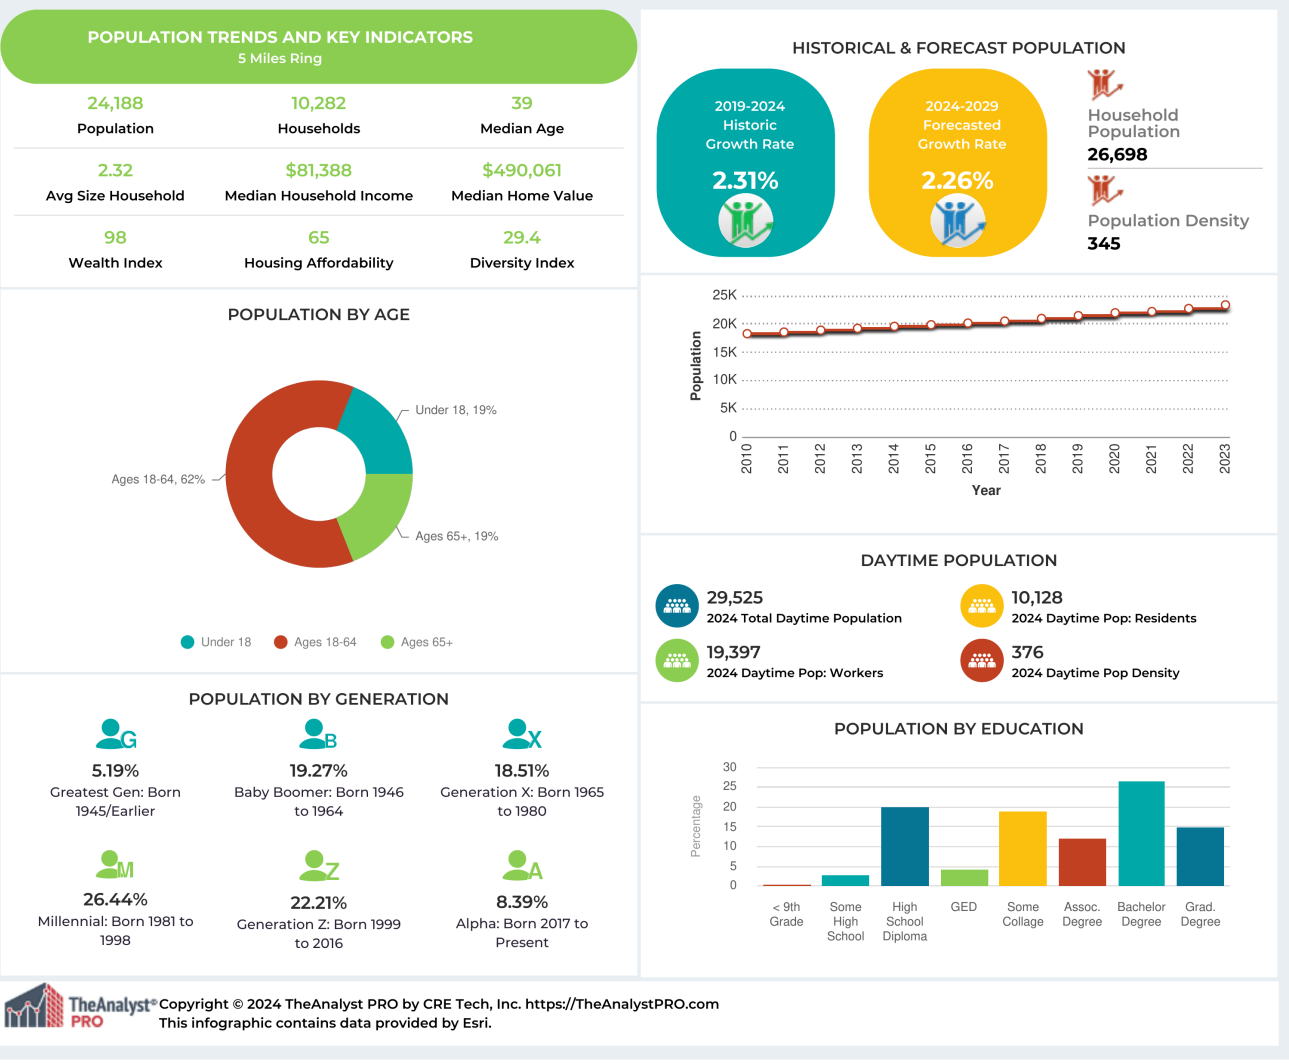 POPULATION TRENDS AND KEY INDICATORS
5 Miles Ring
24,188
Population
10,282
Households
39
Median Age
2.32
Avg Size Household
$81,388
Median Household Income
$490,061
Median Home Value
98
Wealth Index
65
Housing Affordability
29.4
Diversity Index
HISTORICAL & FORECAST POPULATION
2019-2024
Historic
Growth Rate
2.31%
2024-2029
Forecasted
Growth Rate
2.26%
Household
Population
26,698
Population Density
345
POPULATION BY AGE
Under 18, 19%
Ages 18-64, 62%
Ages 65+, 19%
Under 18
Ages 18-64
Ages 65+
25K
20K
15K
10K
5K
0
Population
2010
2011
2012
2013
2014
2015
2016
2017
2018
2019
2020
2021
2022
2023
Year
DAYTIME POPULATION
29,525
2024 Total Daytime Population
10,128
2024 Daytime Pop: Residents
19,397
2024 Daytime Pop: Workers
376
2024 Daytime Pop Density
POPULATION BY GENERATION
G
5.19%
Greatest Gen: Born
1945/Earlier
B
19.27%
Baby Boomer: Born 1946
to 1964
X
18.51%
Generation X: Born 1965
to 1980
M
26.44%
Millennial: Born 1981 to
1998
Z
22.21%
Generation Z: Born 1999
to 2016
A
8.39%
Alpha: Born 2017 to
Present
POPULATION BY EDUCATION
30
25
20
15
10
5
0
Percentage
< 9th
Grade
Some
High
School
High
School
Diploma
GED
Some
Collage
Assoc.
Degree
Bachelor
Degree
Grad.
Degree
TheAnalyst©
PRO
Copyright © 2024 TheAnalyst PRO by CRE Tech, Inc. https://TheAnalystPRO.com
This infographic contains data provided by Esri.